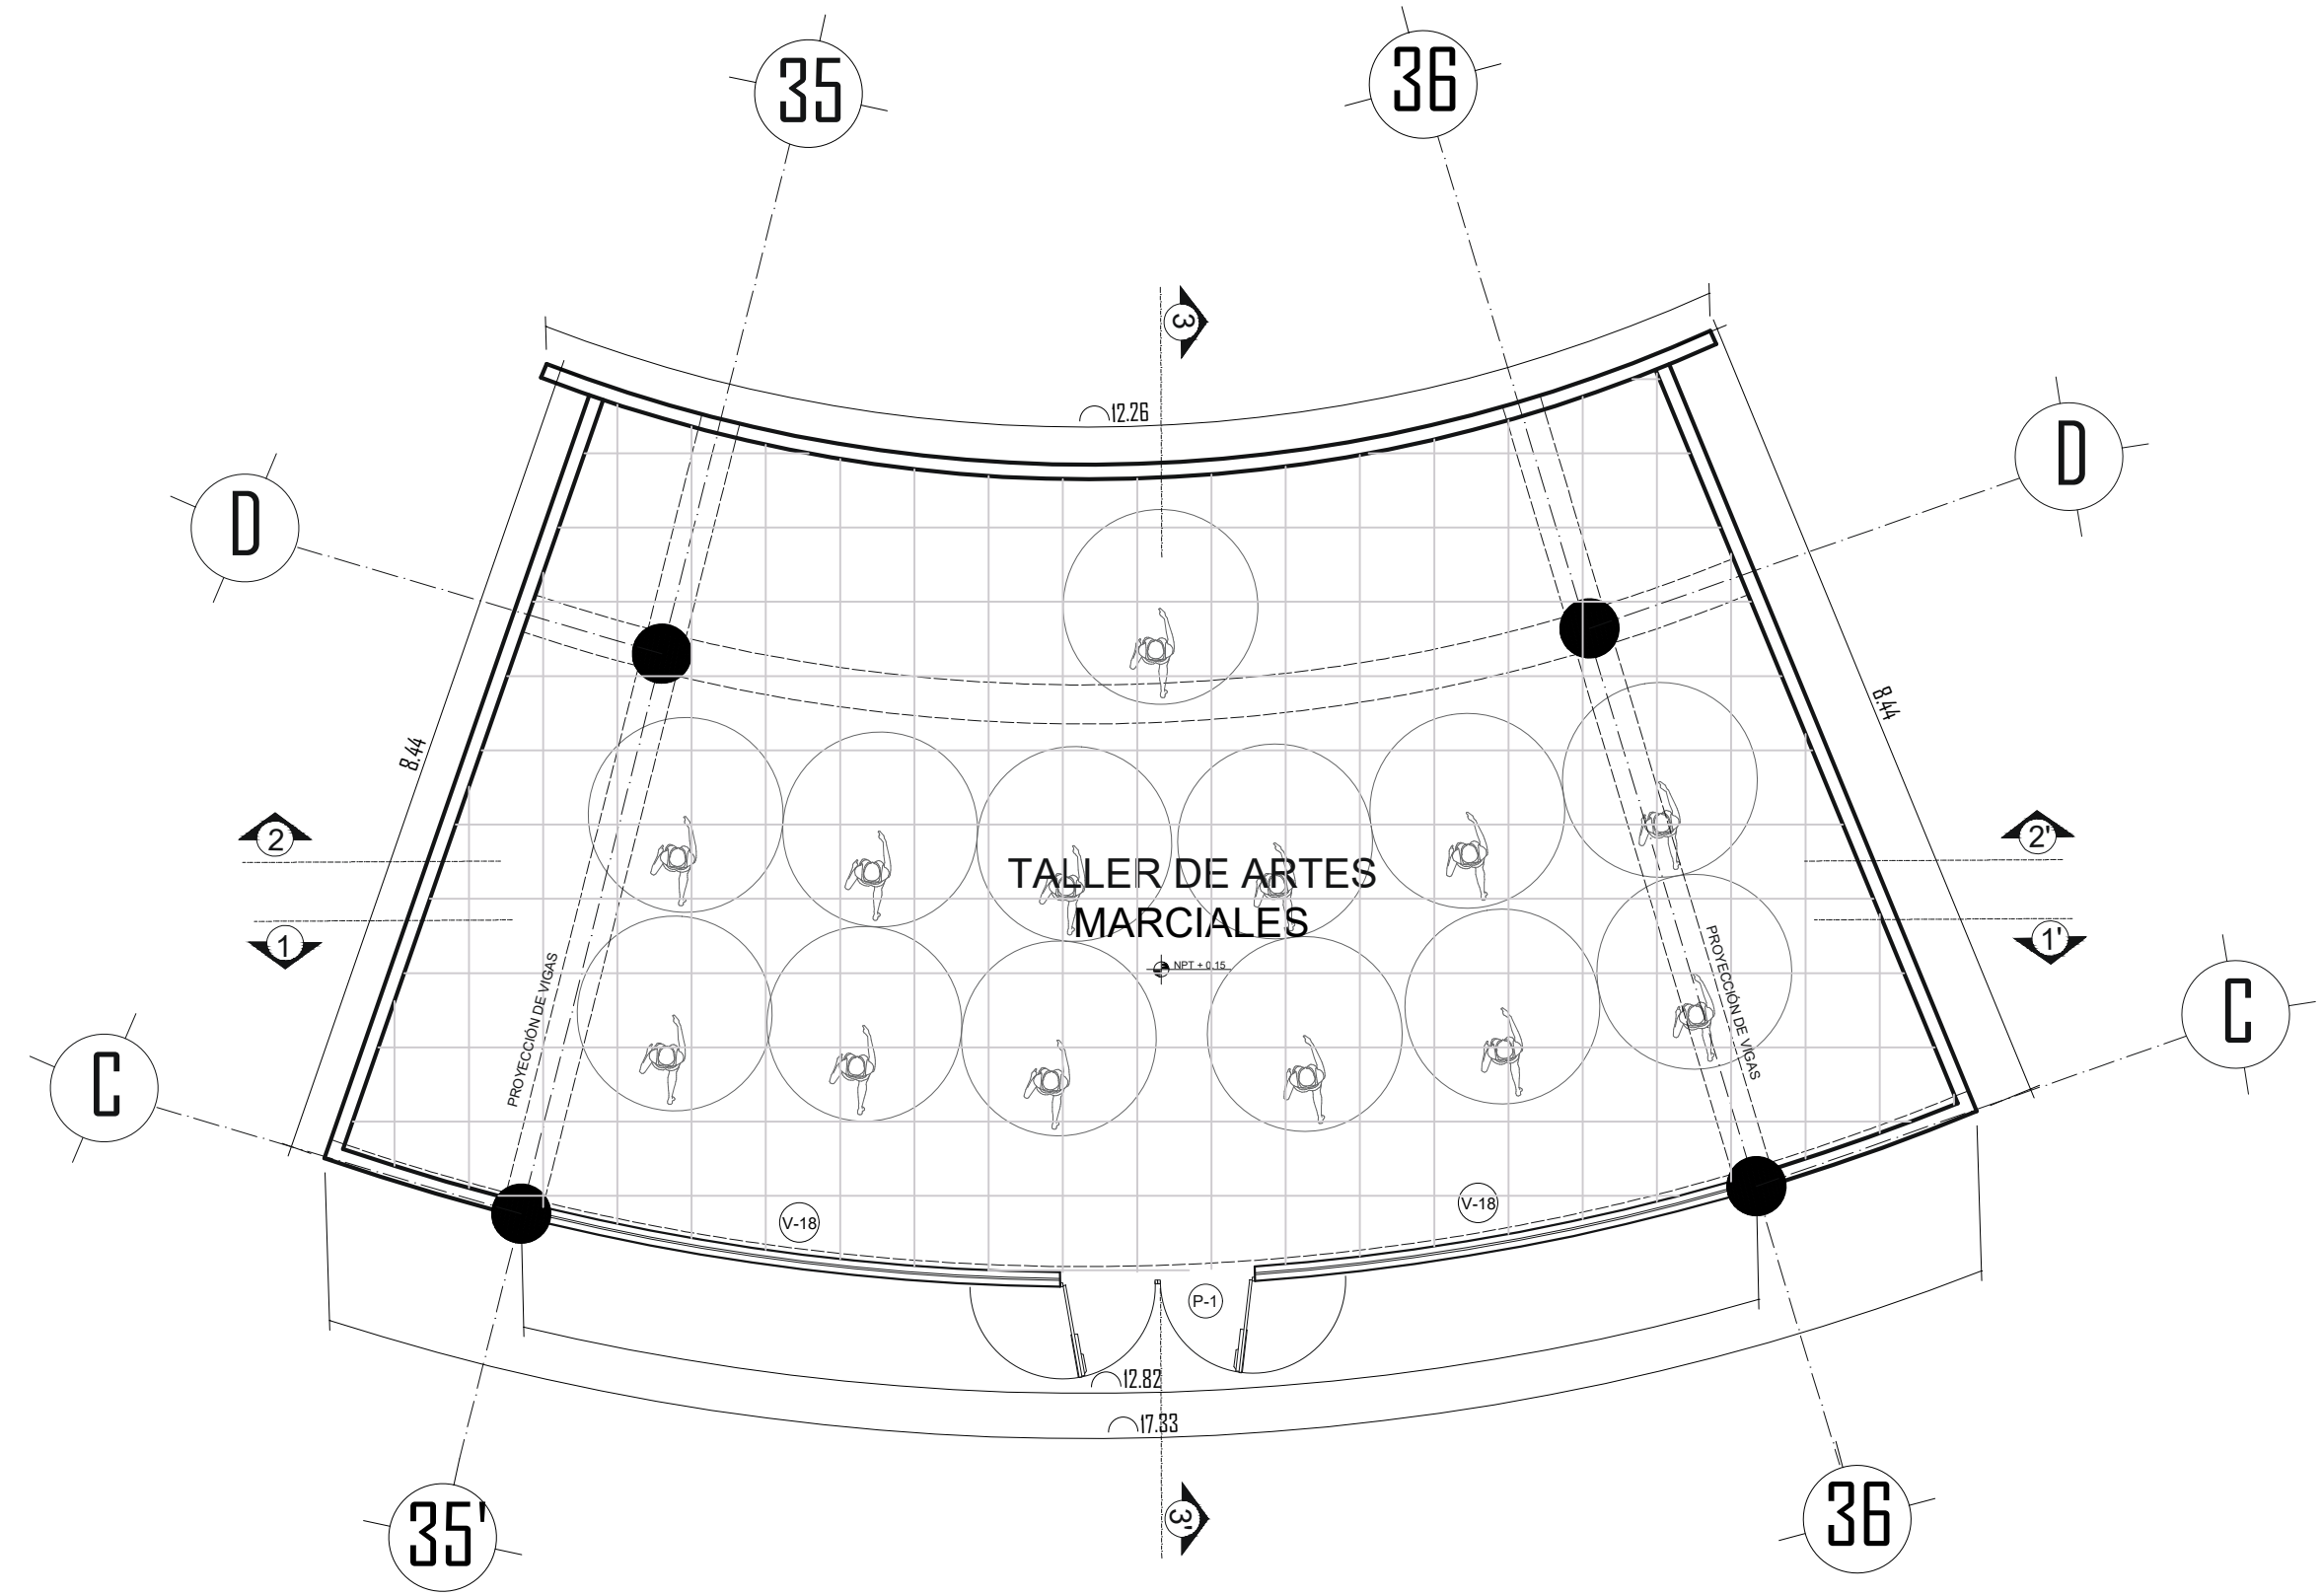 35
36
3
12.26
D
D
8.44
8.44
2
2'
TALLER DE ARTES
MARCIALES
1
1'
NPT + 0.15
PROYECCIÓN DE VIGAS
PROYECCIÓN DE VIGAS
C
C
V-18
V-18
P-1
12.82
17.33
35'
3'
36